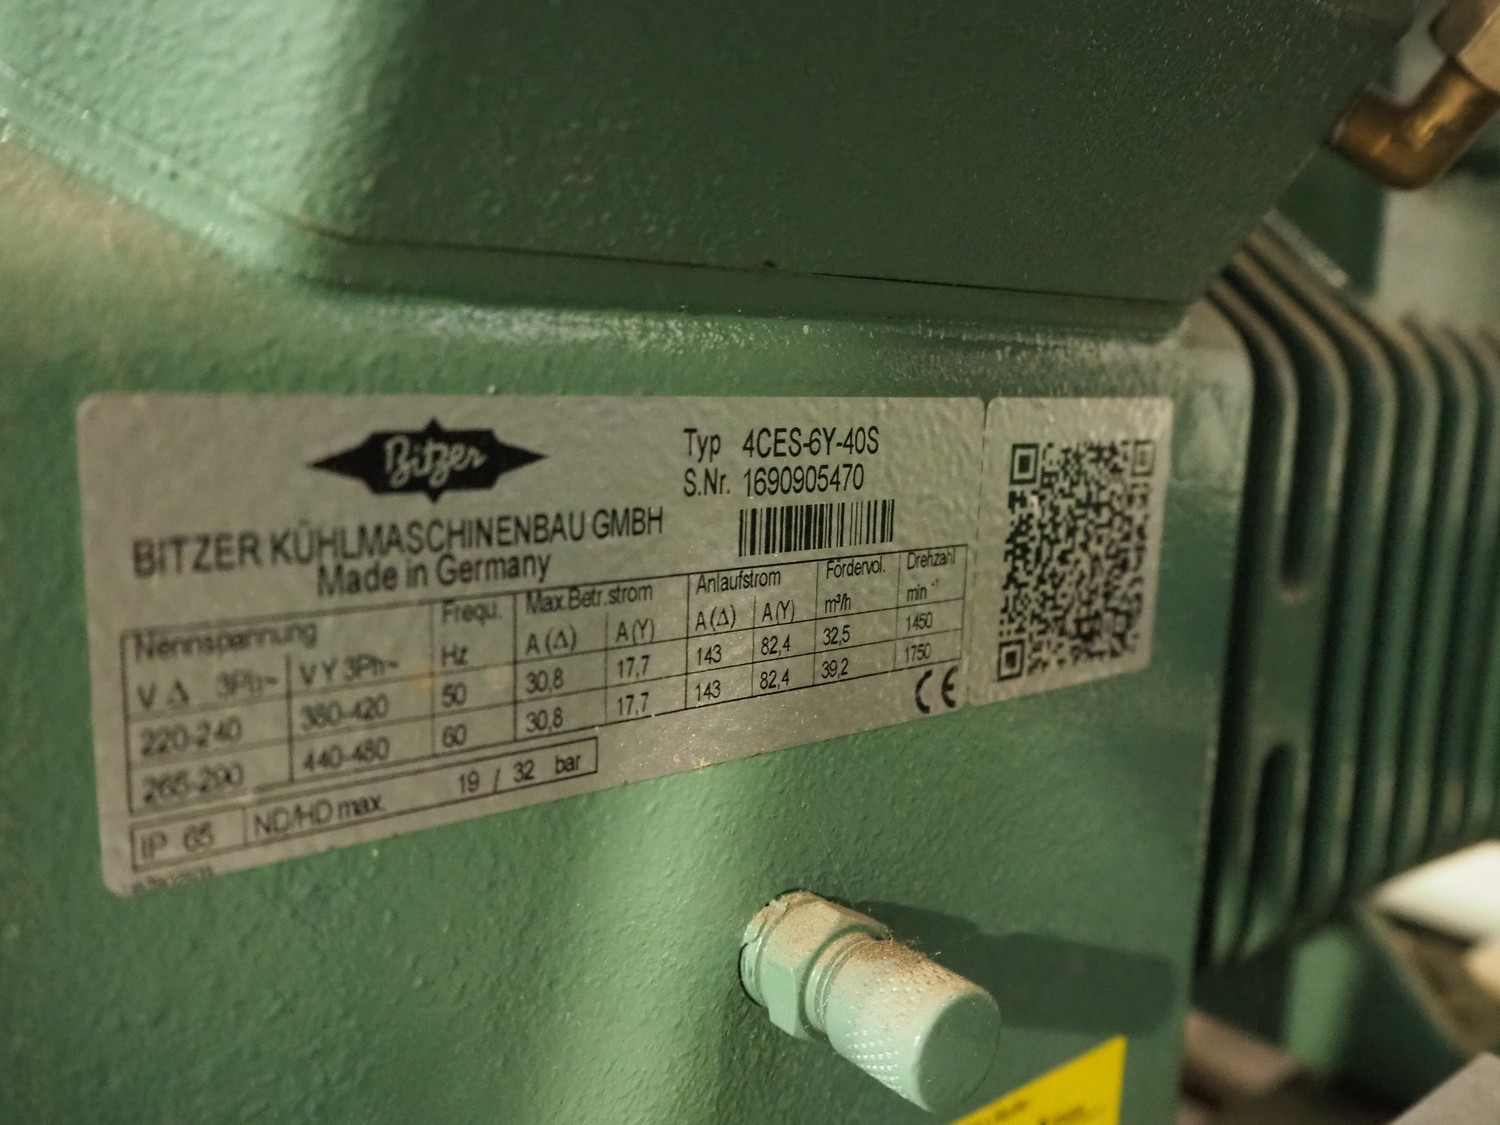 Bitzer
Typ 4CES-6Y-40S
S.Nr. 1690905470
BITZER KÜHLMASCHINENBAU GMBH
Made in Germany
Nennspannung Frequ. Max.Betr.strom Anlaufstrom Fördervol. Drehzahl
V Δ 3Ph~ V Y 3Ph~ Hz A (Δ) A (Y) A (Δ) A (Y) m³/h min -1
220-240 380-420 50 30,8 17,7 143 82,4 32,5 1450
265-290 440-480 60 30,8 17,7 143 82,4 39,2 1750
IP 65 ND/HD max. 19 / 32 bar
CE